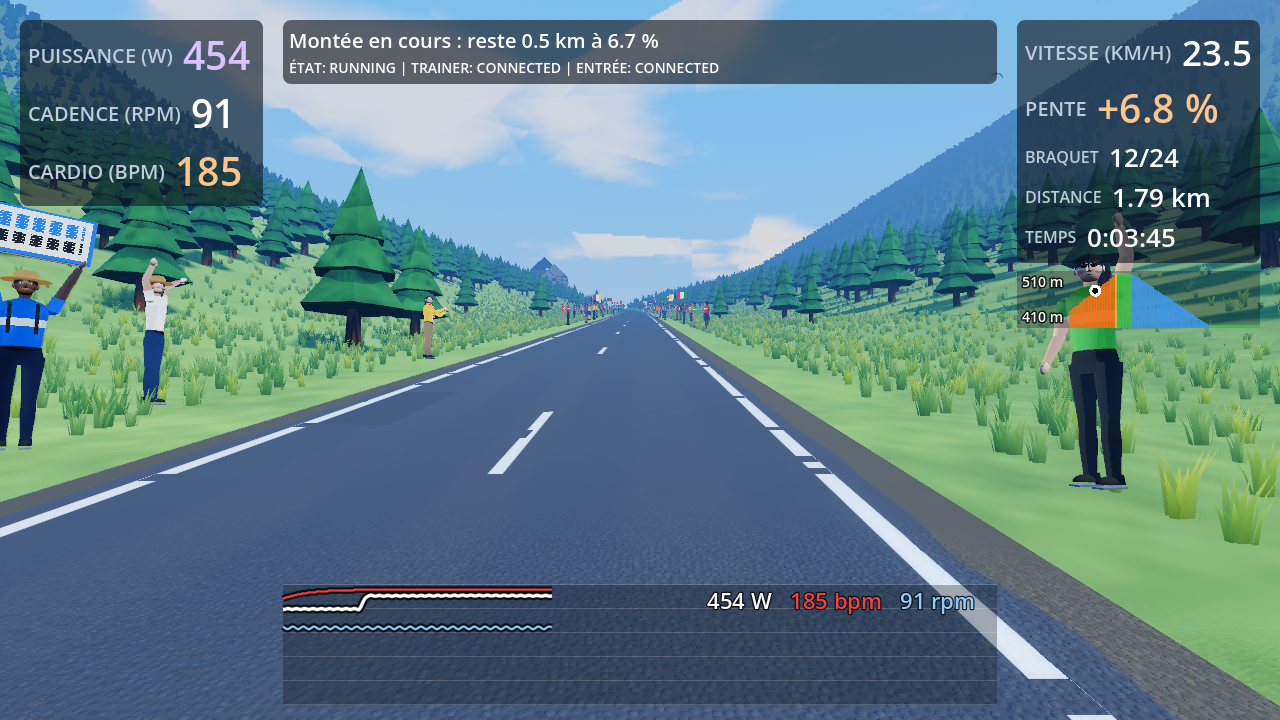 PUISSANCE (W) 454
CADENCE (RPM) 91
CARDIO (BPM) 185
Montée en cours : reste 0.5 km à 6.7 %
ÉTAT: RUNNING | TRAINER: CONNECTED | ENTRÉE: CONNECTED
VITESSE (KM/H) 23.5
PENTE +6.8 %
BRAQUET 12/24
DISTANCE 1.79 km
TEMPS 0:03:45
510 m
410 m
454 W 185 bpm 91 rpm